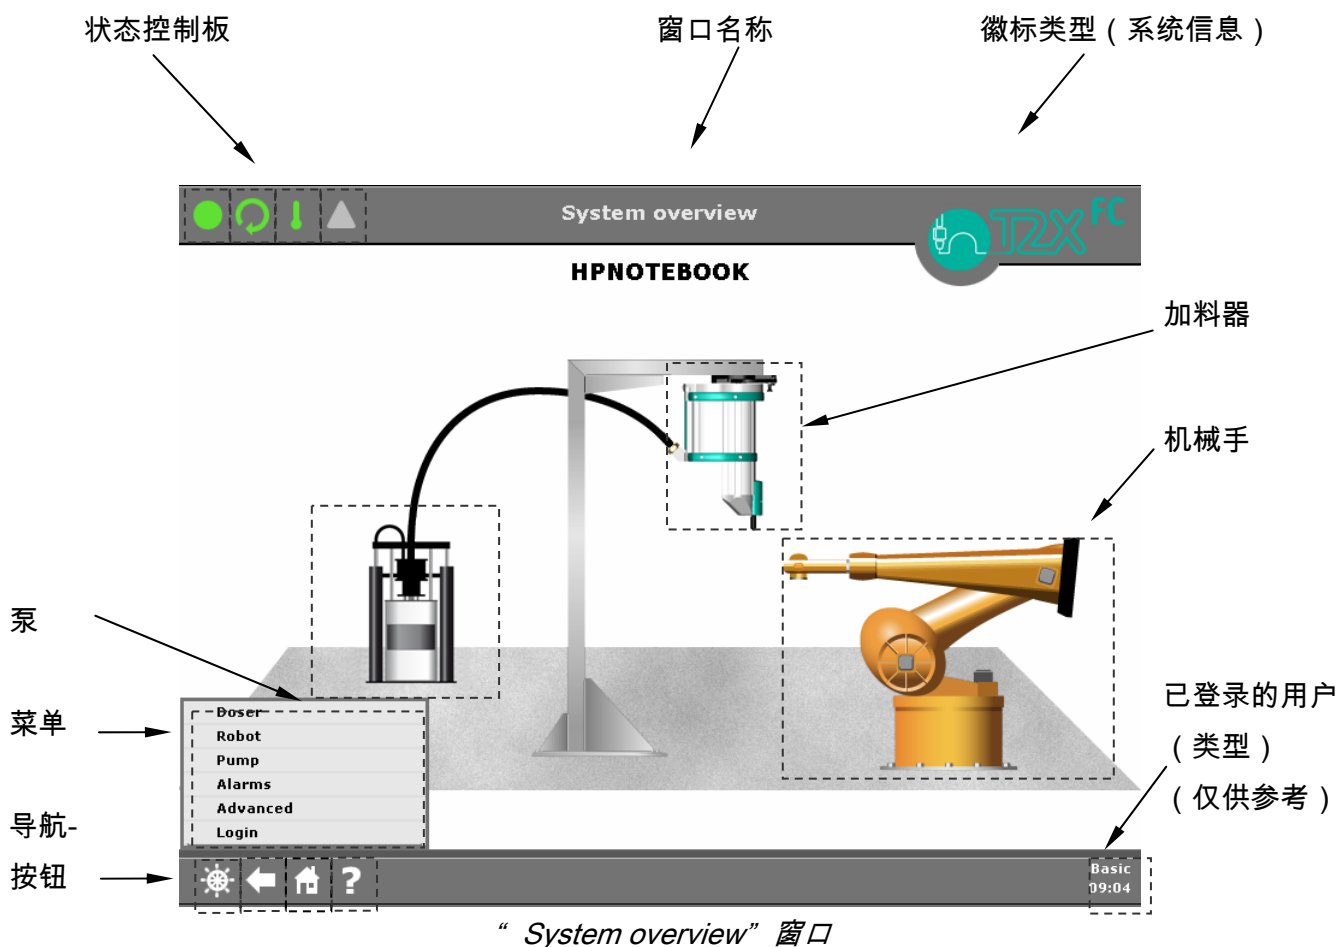 状态控制板
窗口名称
徽标类型（系统信息）
System overview
T2X FC
HPNOTEBOOK
加料器
机械手
泵
已登录的用户
（类型）
（仅供参考）
菜单
Doser
Robot
Pump
Alarms
Advanced
Login
导航-
按钮
?
Basic
09:04
“ System overview”窗口